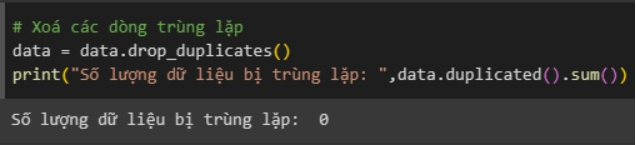 # Xoá các dòng trùng lặp
data = data.drop_duplicates()
print("Số lượng dữ liệu bị trùng lặp: ",data.duplicated().sum())
Số lượng dữ liệu bị trùng lặp:  0